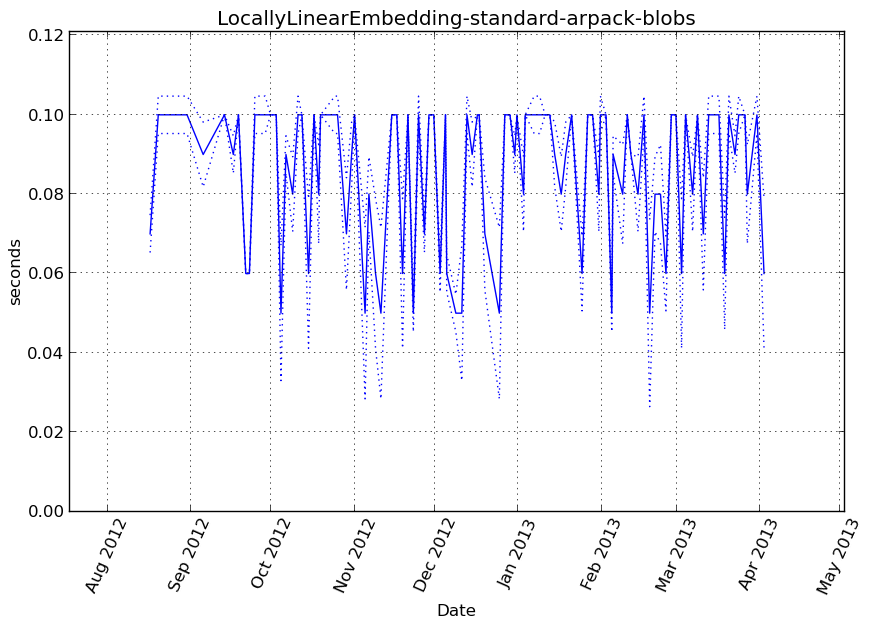 LocallyLinearEmbedding-standard-arpack-blobs
0.12
0.10
0.08
0.06
0.04
0.02
0.00
seconds
Aug 2012
Sep 2012
Oct 2012
Nov 2012
Dec 2012
Jan 2013
Feb 2013
Mar 2013
Apr 2013
May 2013
Date